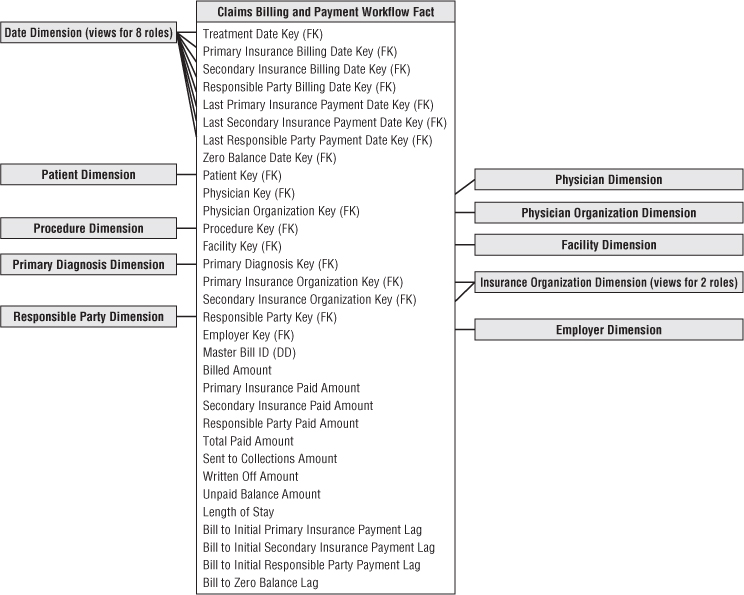 Claims Billing and Payment Workflow Fact
Date Dimension (views for 8 roles)
Treatment Date Key (FK)
Primary Insurance Billing Date Key (FK)
Secondary Insurance Billing Date Key (FK)
Responsible Party Billing Date Key (FK)
Last Primary Insurance Payment Date Key (FK)
Last Secondary Insurance Payment Date Key (FK)
Last Responsible Party Payment Date Key (FK)
Zero Balance Date Key (FK)
Patient Dimension
Patient Key (FK)
Physician Key (FK)
Physician Dimension
Physician Organization Key (FK)
Physician Organization Dimension
Procedure Dimension
Procedure Key (FK)
Facility Key (FK)
Facility Dimension
Primary Diagnosis Dimension
Primary Diagnosis Key (FK)
Primary Insurance Organization Key (FK)
Insurance Organization Dimension (views for 2 roles)
Secondary Insurance Organization Key (FK)
Responsible Party Dimension
Responsible Party Key (FK)
Employer Key (FK)
Employer Dimension
Master Bill ID (DD)
Billed Amount
Primary Insurance Paid Amount
Secondary Insurance Paid Amount
Responsible Party Paid Amount
Total Paid Amount
Sent to Collections Amount
Written Off Amount
Unpaid Balance Amount
Length of Stay
Bill to Initial Primary Insurance Payment Lag
Bill to Initial Secondary Insurance Payment Lag
Bill to Initial Responsible Party Payment Lag
Bill to Zero Balance Lag